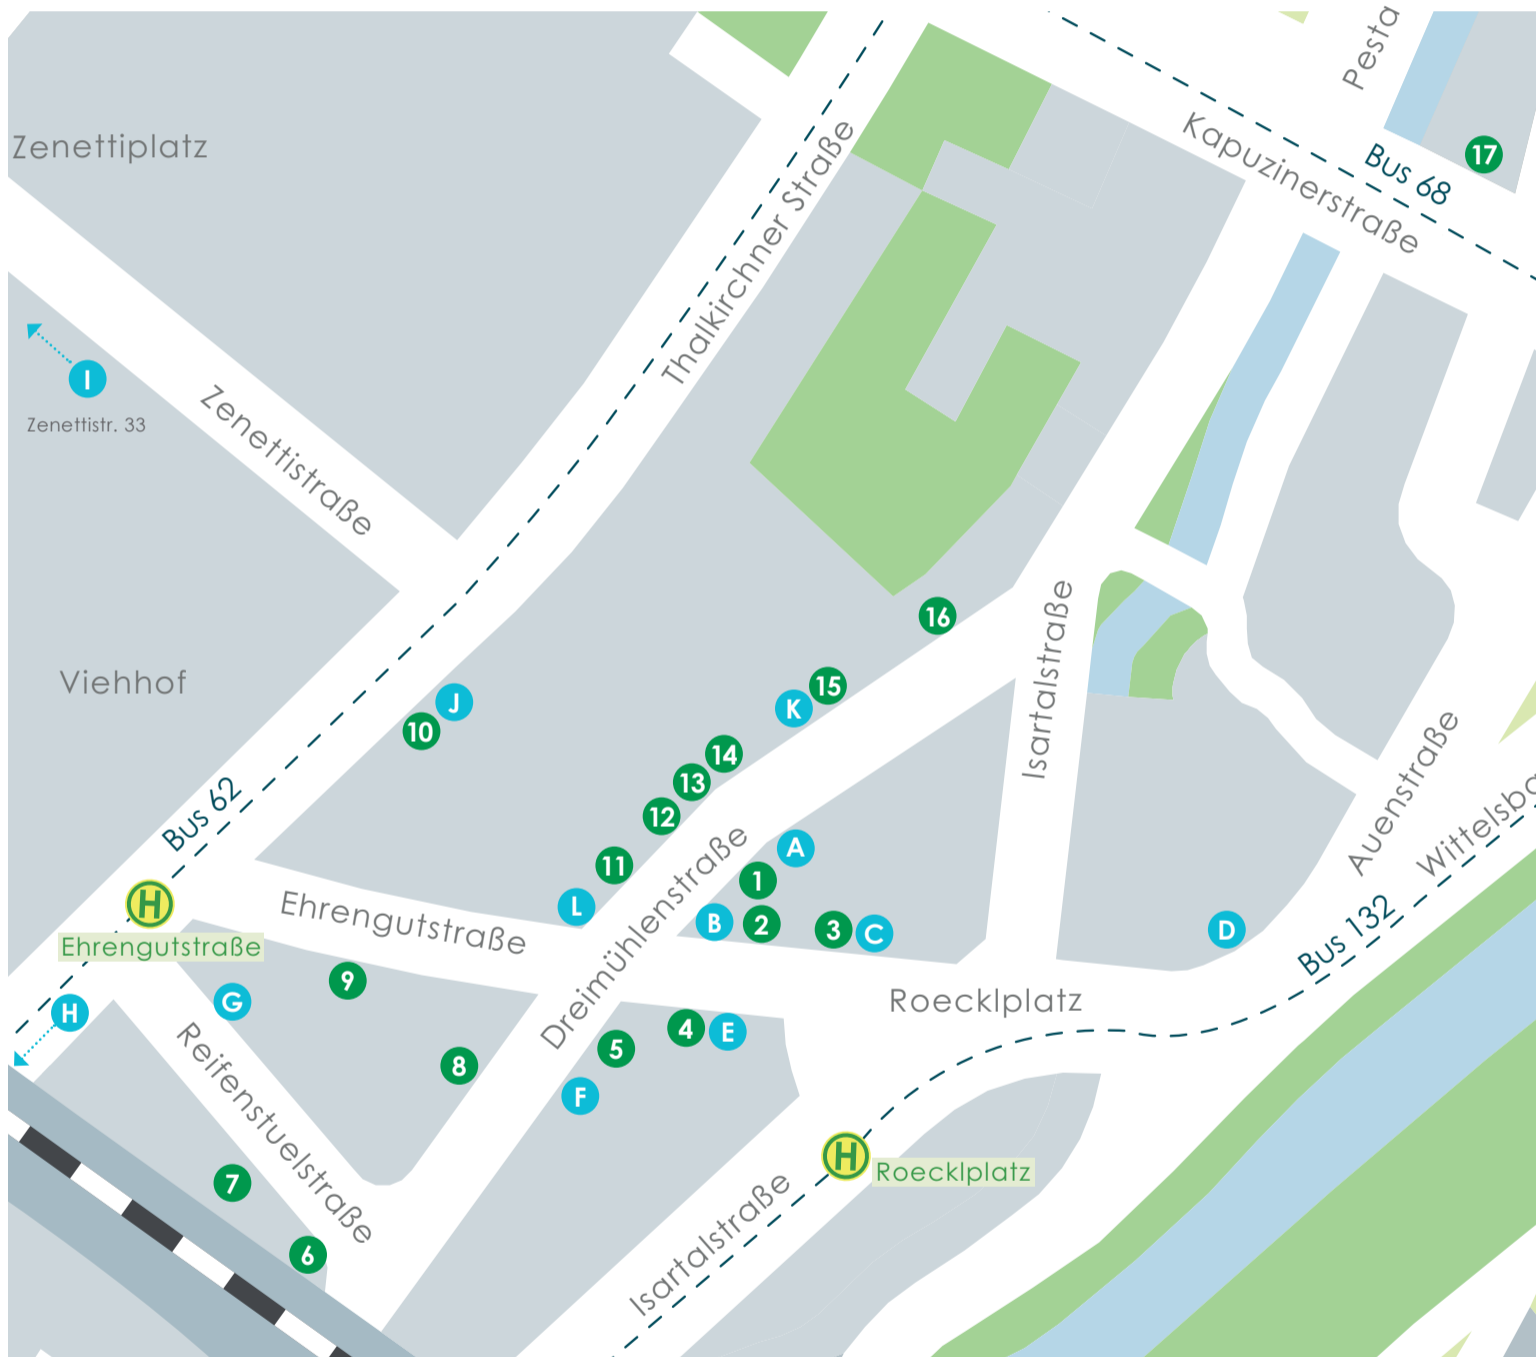 Pesta
Zenettiplatz
Kapuzinerstraße
Bus 68
17
Thalkirchner Straße
I
Zenettistr. 33
Zenettistraße
16
Isartalstraße
Viehhof
J
10
15
K
14
13
12
Bus 62
Auenstraße
Wittelsba
11
A
1
Dreimühlenstraße
H
Ehrengutstraße
Ehrengutstraße
L
B
2
3
C
D
Bus 132
9
G
H
Roecklplatz
4
E
5
8
F
Reifenstuelstraße
H
Roecklplatz
7
6
Isartalstraße